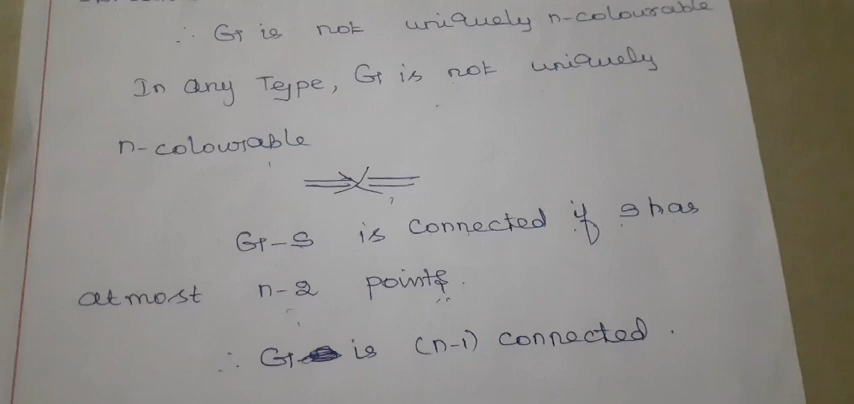 ∴ G is not uniquely n-colourable
In any Type, G is not uniquely
n-colourable
G-S is connected if S has
atmost n-2 points.
∴ G is (n-1) connected.